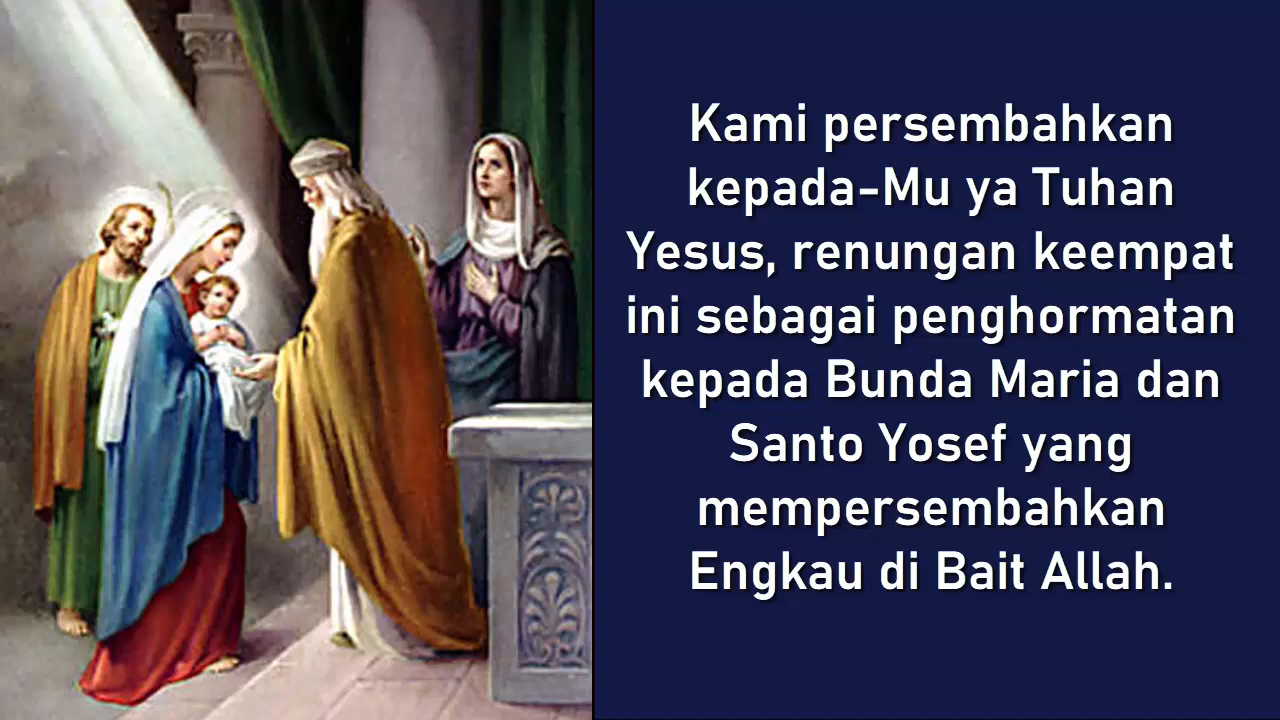 Kami persembahkan
kepada-Mu ya Tuhan
Yesus, renungan keempat
ini sebagai penghormatan
kepada Bunda Maria dan
Santo Yosef yang
mempersembahkan
Engkau di Bait Allah.